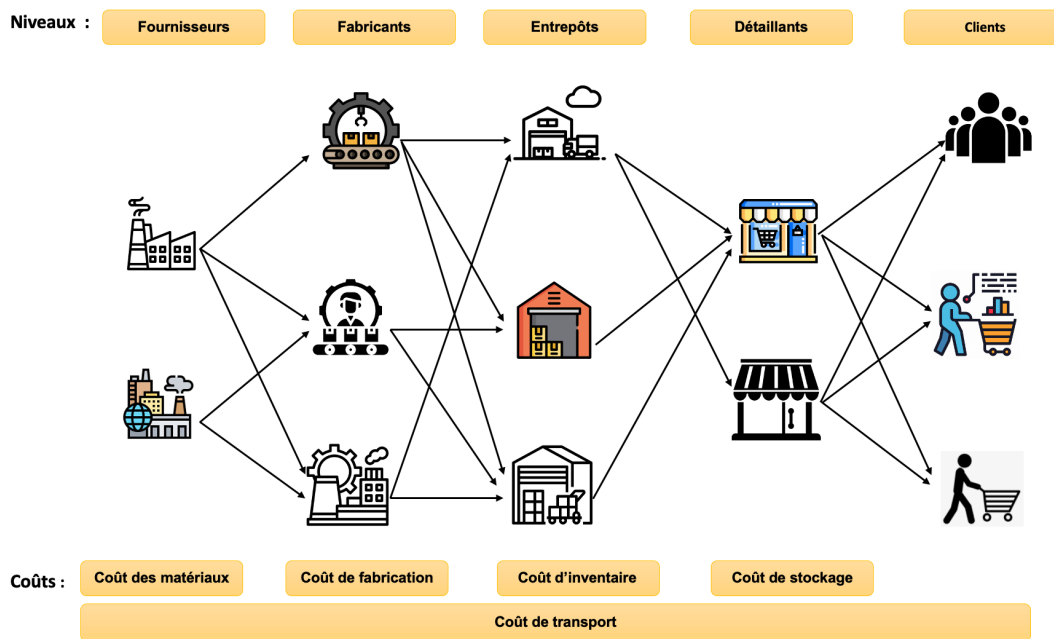 Niveaux :
Fournisseurs
Fabricants
Entrepôts
Détaillants
Clients
Coûts :
Coût des matériaux
Coût de fabrication
Coût d’inventaire
Coût de stockage
Coût de transport